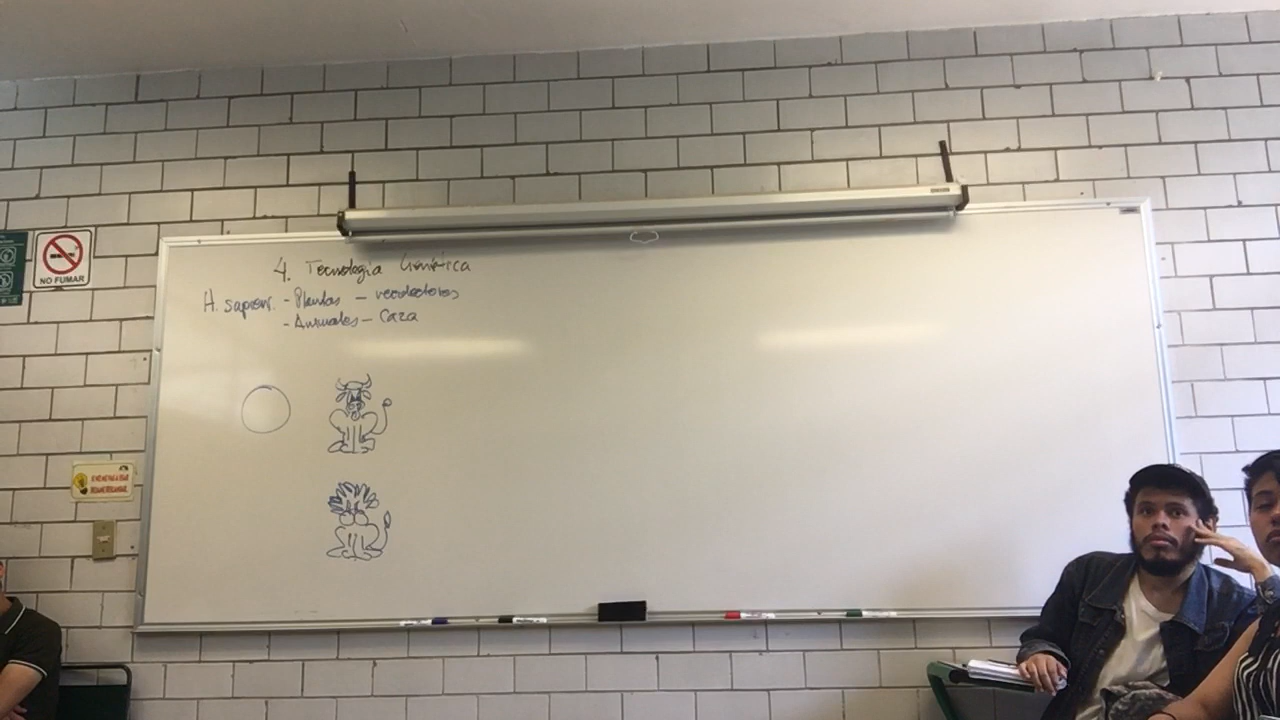 4. Tecnología Genética
H. sapiens. - Plantas - recolectores
- Animales - Caza
NO FUMAR